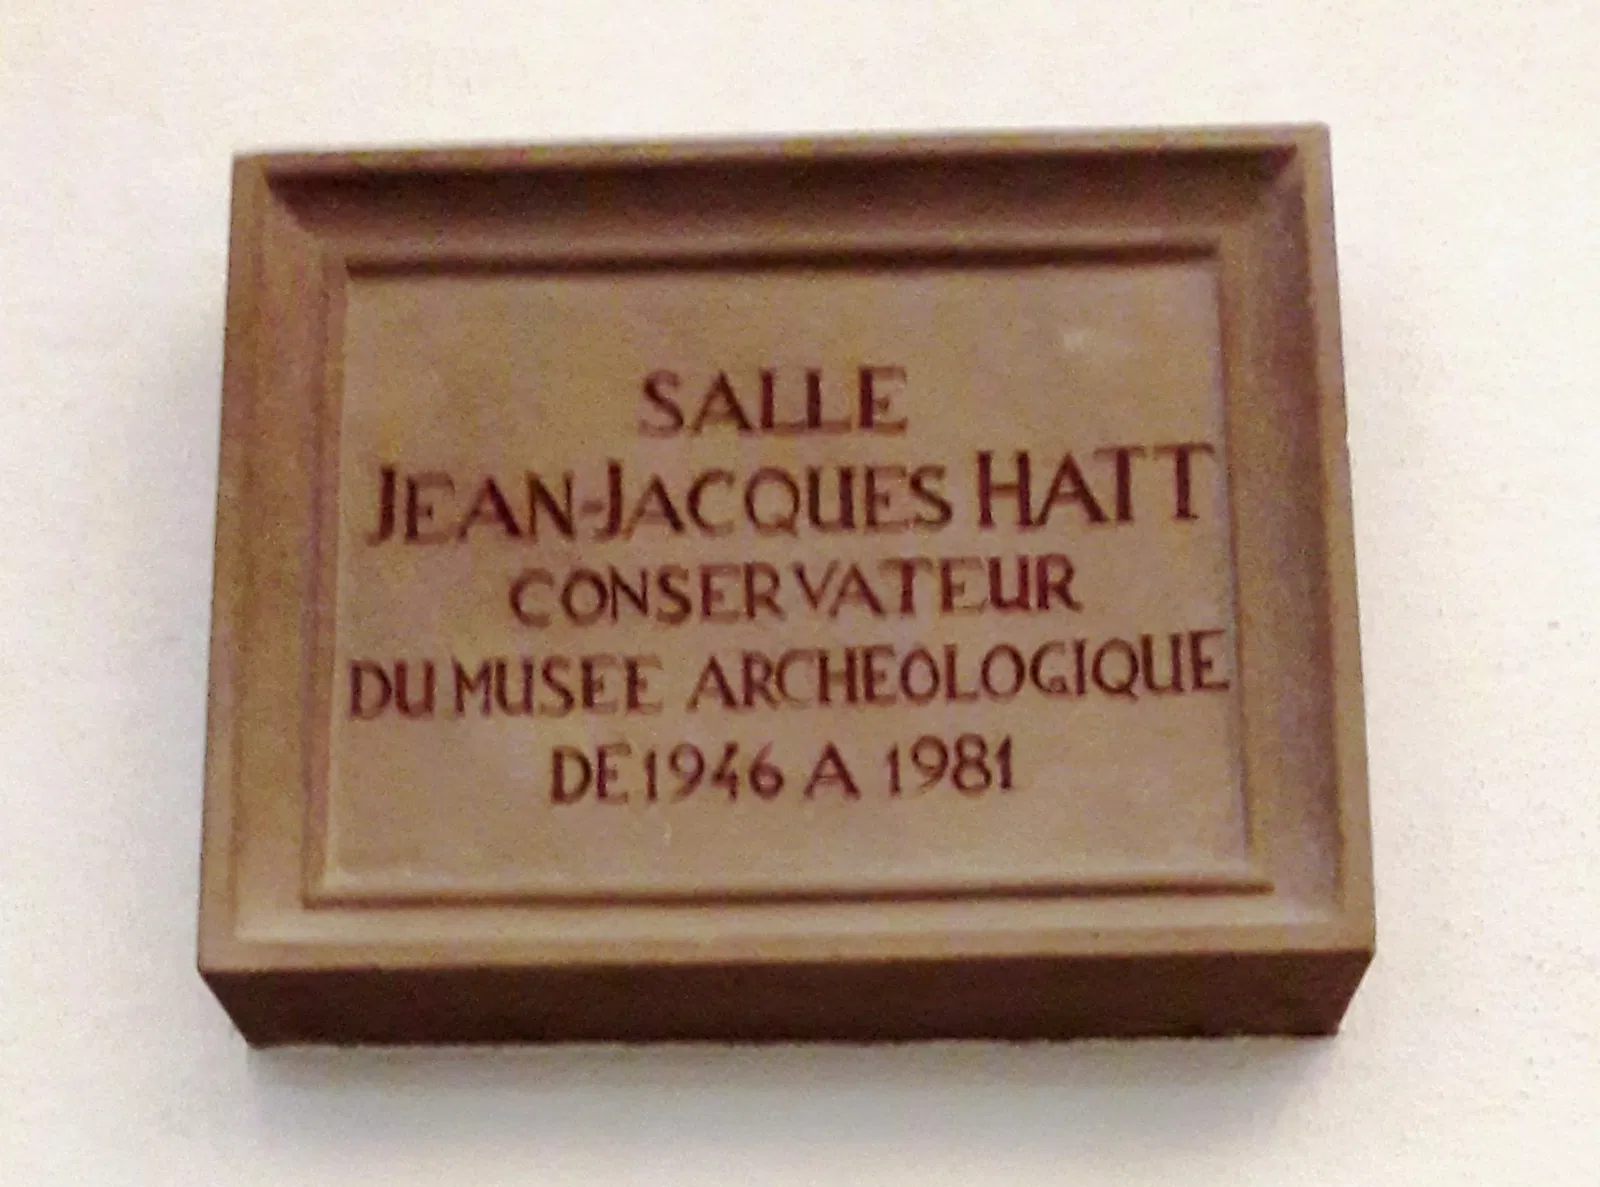 SALLE
JEAN-JACQUES HATT
CONSERVATEUR
DU MUSEE ARCHEOLOGIQUE
DE 1946 A 1981